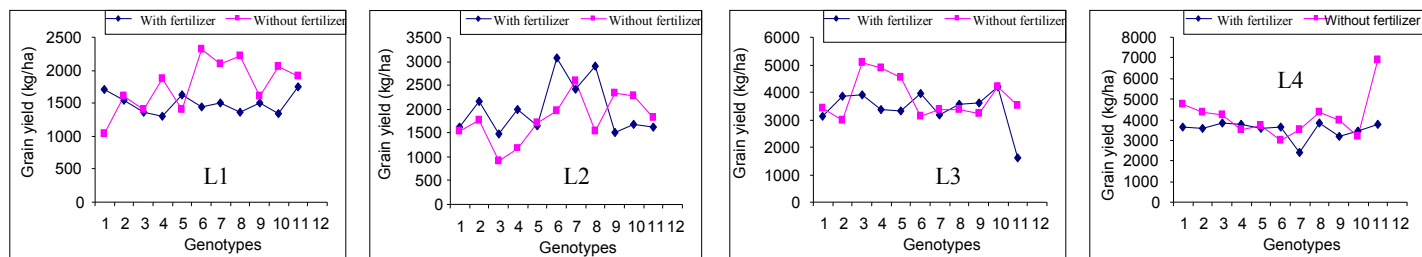 With fertilizer Without fertilizer
2500
2000
1500
1000
500
0
Grain yield (kg/ha)
L1
1 2 3 4 5 6 7 8 9 10 11 12
Genotypes
With fertilizer Without fertilizer
3500
3000
2500
2000
1500
1000
500
0
Grain yield (kg/ha)
L2
1 2 3 4 5 6 7 8 9 10 11 12
Genotypes
With fertilizer Without fertilizer
6000
5000
4000
3000
2000
1000
0
Grain yield (kg/ha)
L3
1 2 3 4 5 6 7 8 9 10 11 12
Genotypes
With fertilizer Without fertilizer
8000
7000
6000
5000
4000
3000
2000
1000
0
Grain yield (kg/ha)
L4
1 2 3 4 5 6 7 8 9 10 11 12
Genotypes